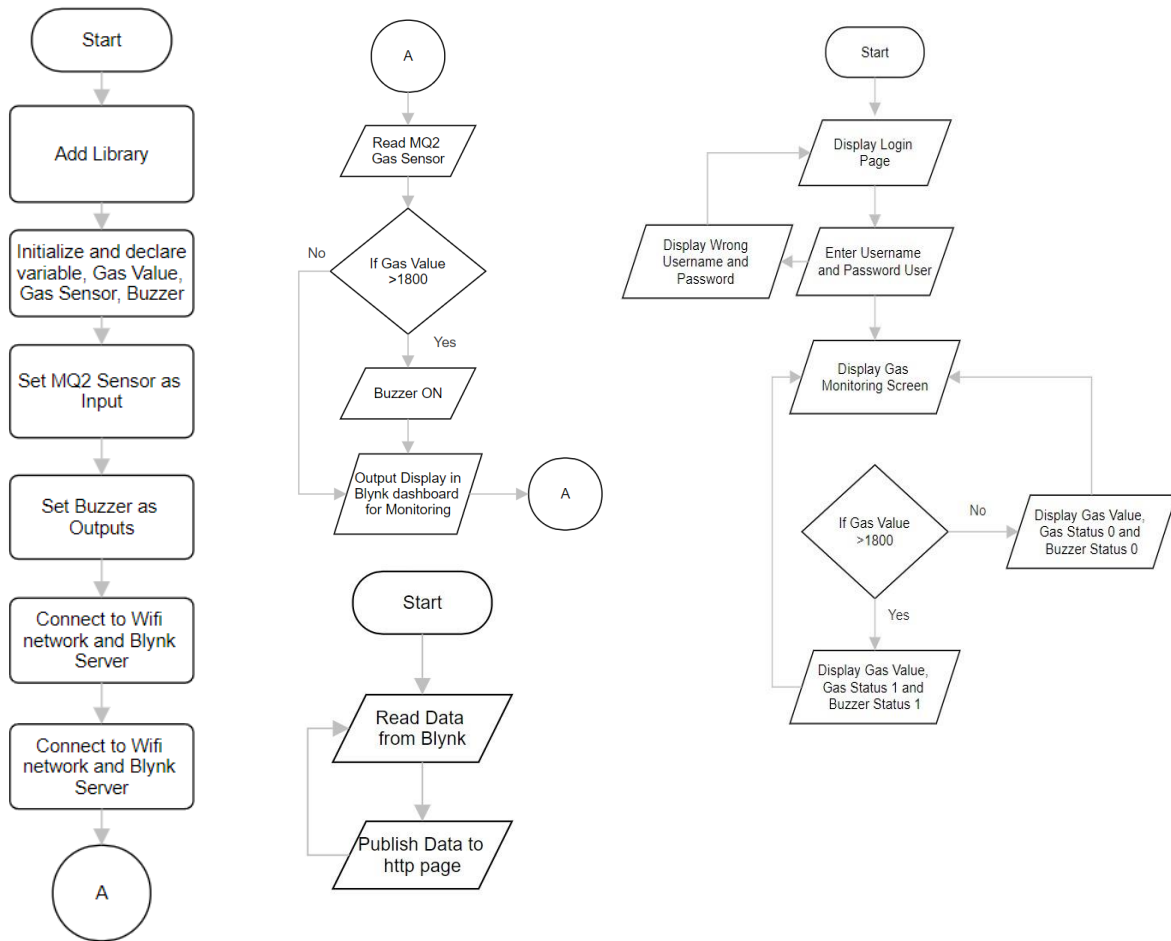 Start
Add Library
Initialize and declare
variable, Gas Value,
Gas Sensor, Buzzer
Set MQ2 Sensor as
Input
Set Buzzer as
Outputs
Connect to Wifi
network and Blynk
Server
Connect to Wifi
network and Blynk
Server
A
A
Read MQ2
Gas Sensor
No
If Gas Value
>1800
Yes
Buzzer ON
Output Display in
Blynk dashboard
for Monitoring
A
Start
Read Data
from Blynk
Publish Data to
http page
Start
Display Login
Page
Display Wrong
Username and
Password
Enter Username
and Password User
Display Gas
Monitoring Screen
If Gas Value
>1800
No
Display Gas Value,
Gas Status 0 and
Buzzer Status 0
Yes
Display Gas Value,
Gas Status 1 and
Buzzer Status 1